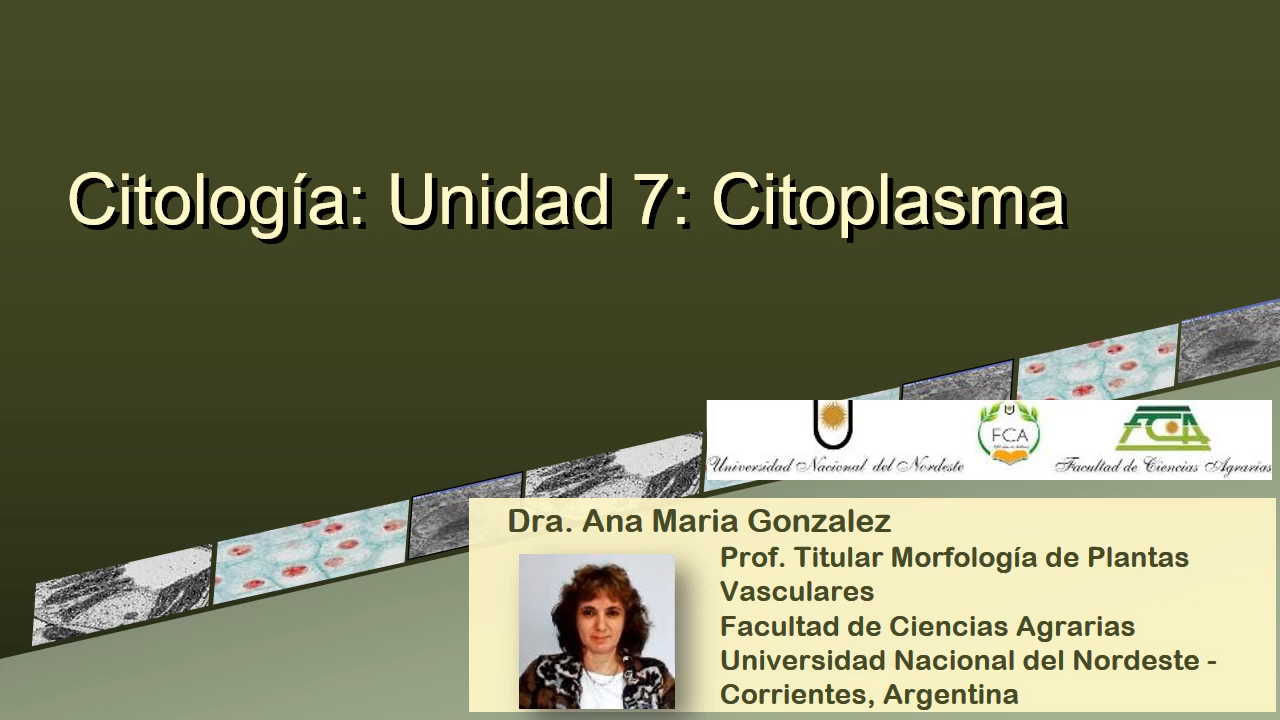 Citología: Unidad 7: Citoplasma
FCA
FCA
Universidad Nacional del Nordeste
Facultad de Ciencias Agrarias
Dra. Ana Maria Gonzalez
Prof. Titular Morfología de Plantas
Vasculares
Facultad de Ciencias Agrarias
Universidad Nacional del Nordeste -
Corrientes, Argentina